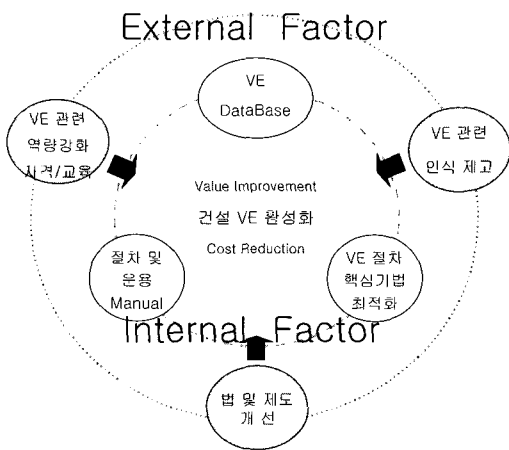 External Factor
VE
DataBase
VE 관련
역량강화
자격/교육
VE 관련
인식 제고
Value Improvement
건설 VE 활성화
Cost Reduction
절차 및
운용
Manual
VE 절차
핵심기법
최적화
Internal Factor
법 및 제도
개 선